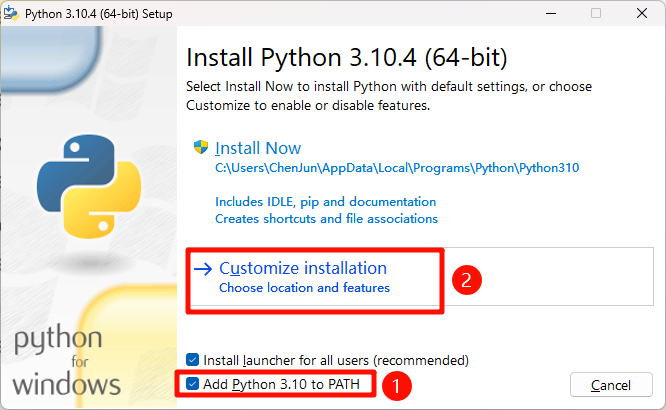 Python 3.10.4 (64-bit) Setup
Install Python 3.10.4 (64-bit)
Select Install Now to install Python with default settings, or choose
Customize to enable or disable features.
Install Now
C:\Users\ChenJun\AppData\Local\Programs\Python\Python310
Includes IDLE, pip and documentation
Creates shortcuts and file associations
Customize installation
Choose location and features
2
python
for
windows
Install launcher for all users (recommended)
Add Python 3.10 to PATH
1
Cancel